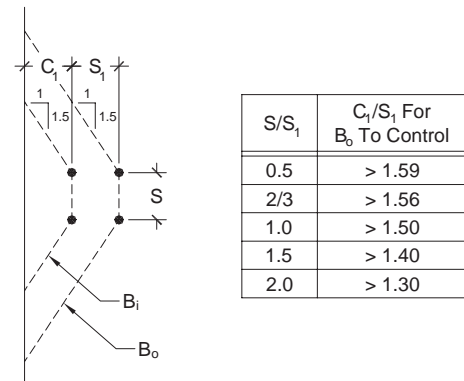 C₁ S₁
1 1
1.5 1.5
S
Bᵢ
Bₒ
S/S₁ C₁/S₁ For
Bₒ To Control
0.5 > 1.59
2/3 > 1.56
1.0 > 1.50
1.5 > 1.40
2.0 > 1.30